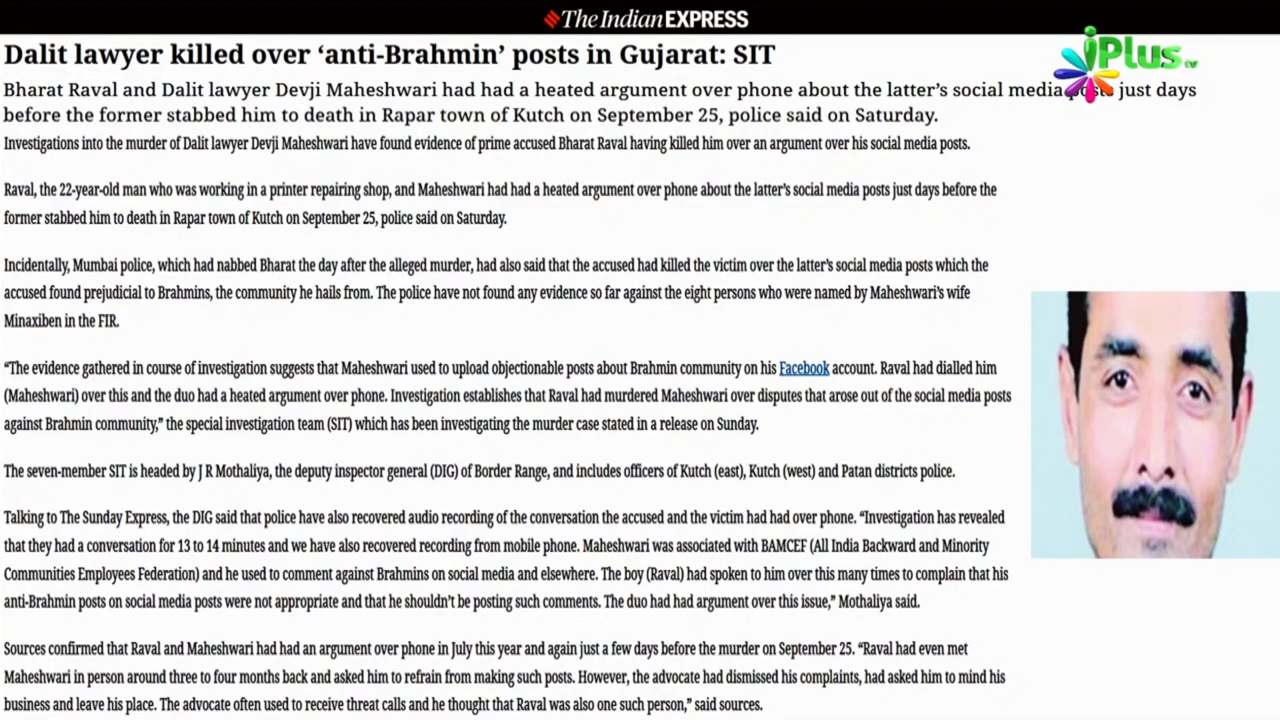 The Indian EXPRESS
Dalit lawyer killed over ‘anti-Brahmin’ posts in Gujarat: SIT
iPlus tv
Bharat Raval and Dalit lawyer Devji Maheshwari had had a heated argument over phone about the latter’s social media posts just days
before the former stabbed him to death in Rapar town of Kutch on September 25, police said on Saturday.
Investigations into the murder of Dalit lawyer Devji Maheshwari have found evidence of prime accused Bharat Raval having killed him over an argument over his social media posts.
Raval, the 22-year-old man who was working in a printer repairing shop, and Maheshwari had had a heated argument over phone about the latter’s social media posts just days before the
former stabbed him to death in Rapar town of Kutch on September 25, police said on Saturday.
Incidentally, Mumbai police, which had nabbed Bharat the day after the alleged murder, had also said that the accused had killed the victim over the latter’s social media posts which the
accused found prejudicial to Brahmins, the community he hails from. The police have not found any evidence so far against the eight persons who were named by Maheshwari’s wife
Minaxiben in the FIR.
“The evidence gathered in course of investigation suggests that Maheshwari used to upload objectionable posts about Brahmin community on his Facebook account. Raval had dialled him
(Maheshwari) over this and the duo had a heated argument over phone. Investigation establishes that Raval had murdered Maheshwari over disputes that arose out of the social media posts
against Brahmin community,” the special investigation team (SIT) which has been investigating the murder case stated in a release on Sunday.
The seven-member SIT is headed by J R Mothaliya, the deputy inspector general (DIG) of Border Range, and includes officers of Kutch (east), Kutch (west) and Patan districts police.
Talking to The Sunday Express, the DIG said that police have also recovered audio recording of the conversation the accused and the victim had had over phone. “Investigation has revealed
that they had a conversation for 13 to 14 minutes and we have also recovered recording from mobile phone. Maheshwari was associated with BAMCEF (All India Backward and Minority
Communities Employees Federation) and he used to comment against Brahmins on social media and elsewhere. The boy (Raval) had spoken to him over this many times to complain that his
anti-Brahmin posts on social media posts were not appropriate and that he shouldn’t be posting such comments. The duo had had argument over this issue,” Mothaliya said.
Sources confirmed that Raval and Maheshwari had had an argument over phone in July this year and again just a few days before the murder on September 25. “Raval had even met
Maheshwari in person around three to four months back and asked him to refrain from making such posts. However, the advocate had dismissed his complaints, had asked him to mind his
business and leave his place. The advocate often used to receive threat calls and he thought that Raval was also one such person,” said sources.